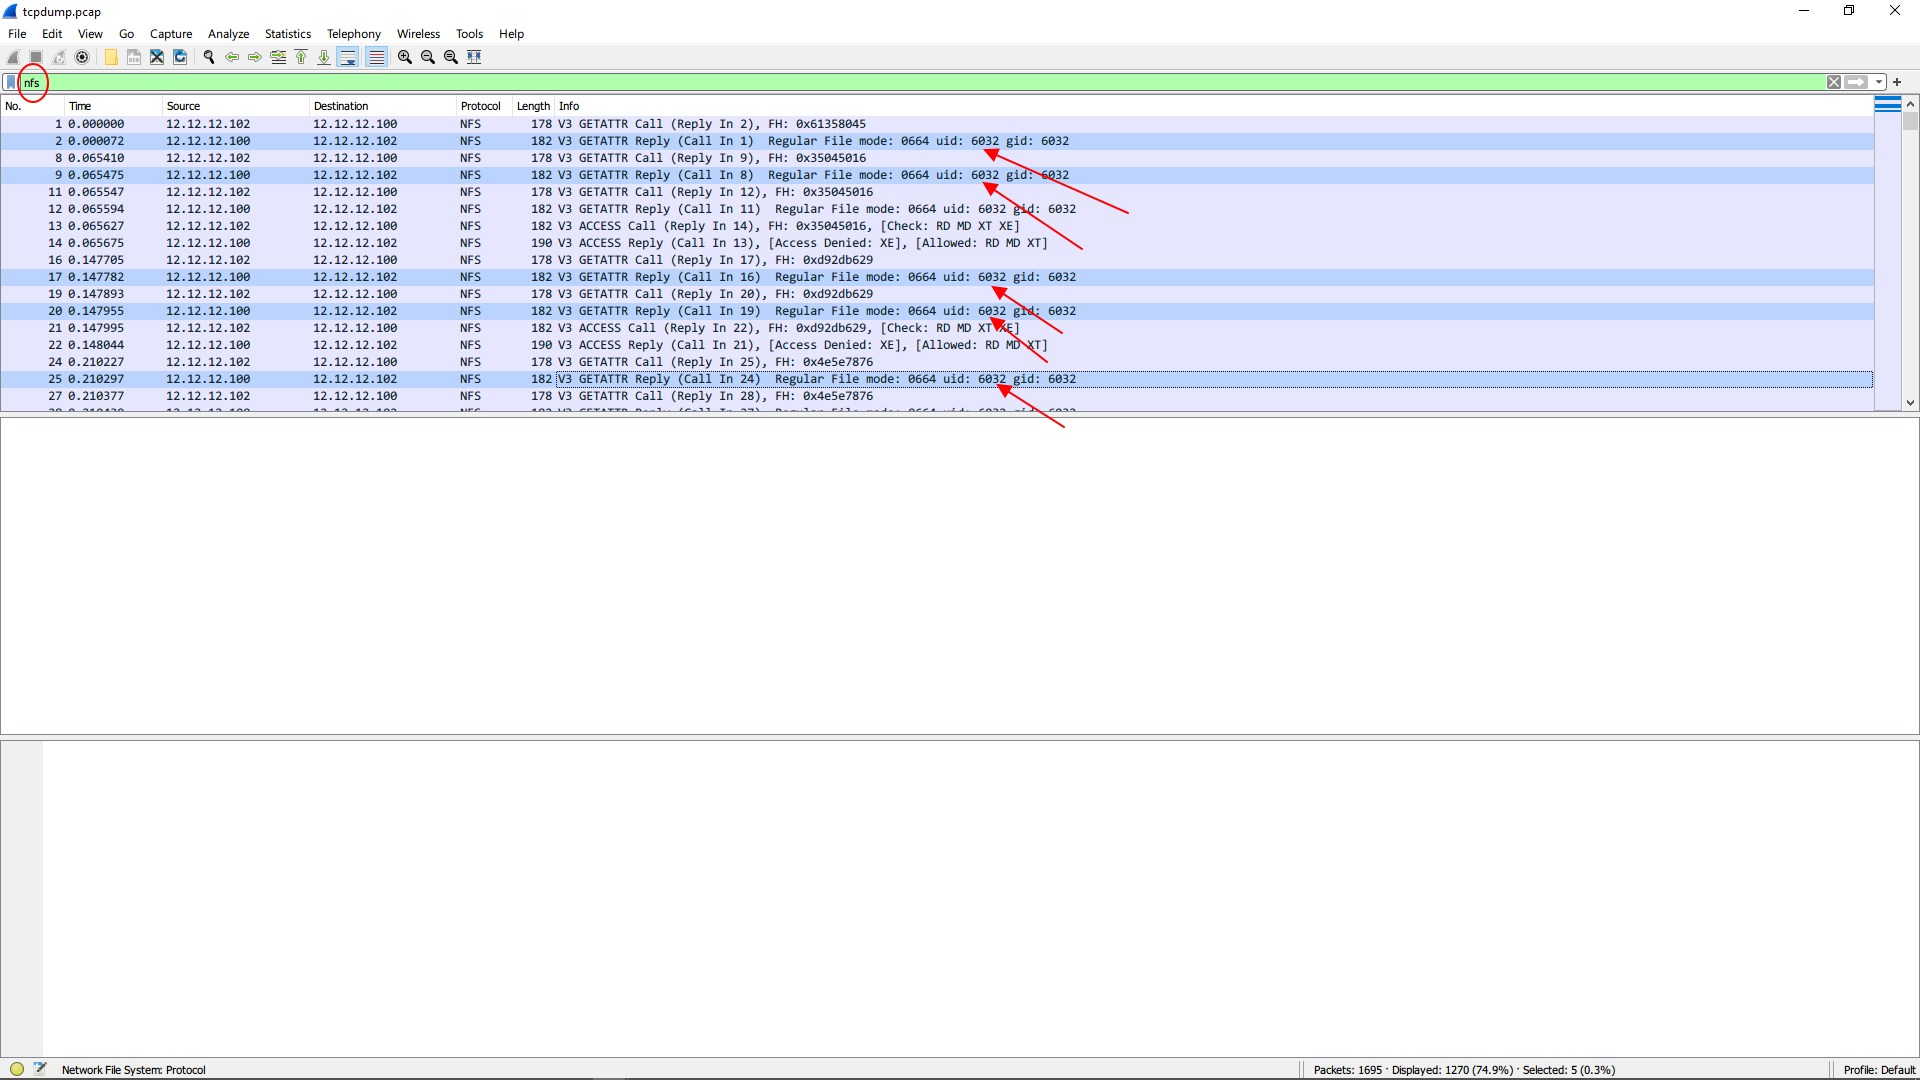 tcpdump.pcap
File Edit View Go Capture Analyze Statistics Telephony Wireless Tools Help
nfs
No. Time Source Destination Protocol Length Info
1 0.000000 12.12.12.102 12.12.12.100 NFS 178 V3 GETATTR Call (Reply In 2), FH: 0x61358045
2 0.000072 12.12.12.100 12.12.12.102 NFS 182 V3 GETATTR Reply (Call In 1) Regular File mode: 0664 uid: 6032 gid: 6032
8 0.065410 12.12.12.102 12.12.12.100 NFS 178 V3 GETATTR Call (Reply In 9), FH: 0x35045016
9 0.065475 12.12.12.100 12.12.12.102 NFS 182 V3 GETATTR Reply (Call In 8) Regular File mode: 0664 uid: 6032 gid: 6032
11 0.065547 12.12.12.102 12.12.12.100 NFS 178 V3 GETATTR Call (Reply In 12), FH: 0x35045016
12 0.065594 12.12.12.100 12.12.12.102 NFS 182 V3 GETATTR Reply (Call In 11) Regular File mode: 0664 uid: 6032 gid: 6032
13 0.065627 12.12.12.102 12.12.12.100 NFS 182 V3 ACCESS Call (Reply In 14), FH: 0x35045016, [Check: RD MD XT XE]
14 0.065675 12.12.12.100 12.12.12.102 NFS 190 V3 ACCESS Reply (Call In 13), [Access Denied: XE], [Allowed: RD MD XT]
16 0.147705 12.12.12.102 12.12.12.100 NFS 178 V3 GETATTR Call (Reply In 17), FH: 0xd92db629
17 0.147782 12.12.12.100 12.12.12.102 NFS 182 V3 GETATTR Reply (Call In 16) Regular File mode: 0664 uid: 6032 gid: 6032
19 0.147893 12.12.12.102 12.12.12.100 NFS 178 V3 GETATTR Call (Reply In 20), FH: 0xd92db629
20 0.147955 12.12.12.100 12.12.12.102 NFS 182 V3 GETATTR Reply (Call In 19) Regular File mode: 0664 uid: 6032 gid: 6032
21 0.147995 12.12.12.102 12.12.12.100 NFS 182 V3 ACCESS Call (Reply In 22), FH: 0xd92db629, [Check: RD MD XT XE]
22 0.148044 12.12.12.100 12.12.12.102 NFS 190 V3 ACCESS Reply (Call In 21), [Access Denied: XE], [Allowed: RD MD XT]
24 0.210227 12.12.12.102 12.12.12.100 NFS 178 V3 GETATTR Call (Reply In 25), FH: 0x4e5e7876
25 0.210297 12.12.12.100 12.12.12.102 NFS 182 V3 GETATTR Reply (Call In 24) Regular File mode: 0664 uid: 6032 gid: 6032
27 0.210377 12.12.12.102 12.12.12.100 NFS 178 V3 GETATTR Call (Reply In 28), FH: 0x4e5e7876
Network File System: Protocol
Packets: 1695 · Displayed: 1270 (74.9%) · Selected: 5 (0.3%)
Profile: Default